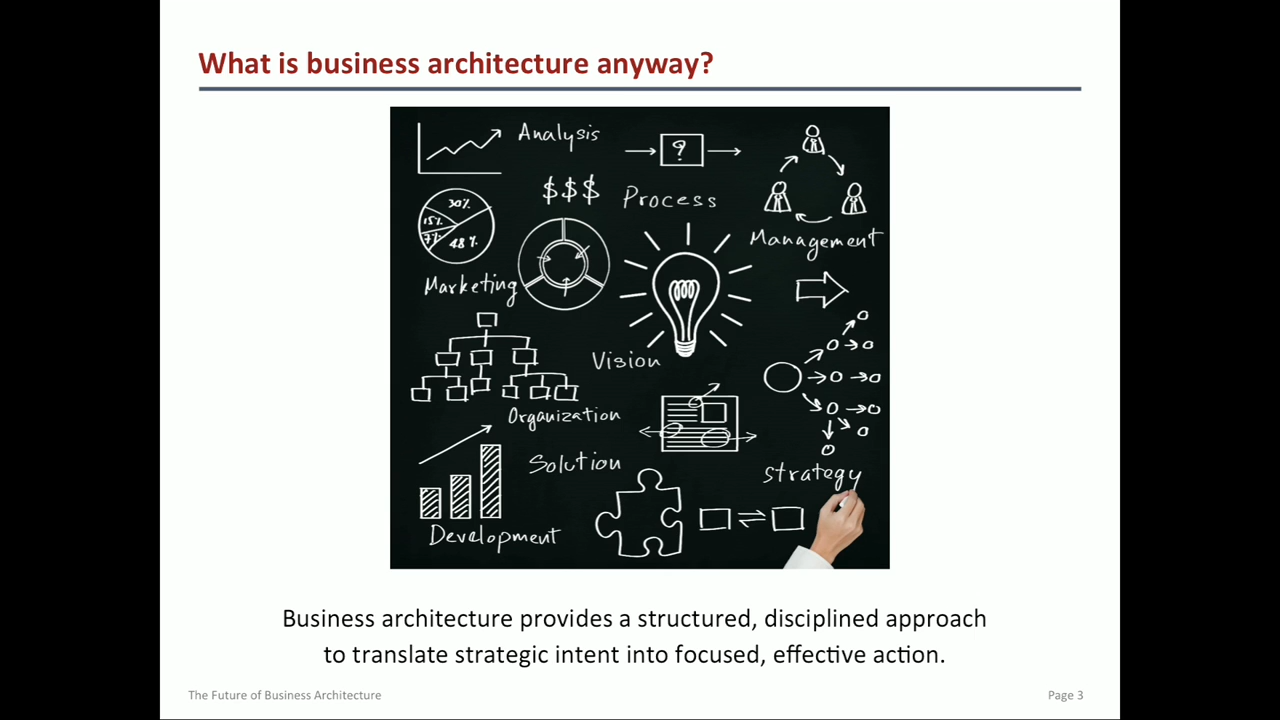 What is business architecture anyway?
Analysis
?
$$$
Process
30%
15%
7%
48%
Management
Marketing
Vision
Organization
Solution
Strategy
Development
Business architecture provides a structured, disciplined approach
to translate strategic intent into focused, effective action.
The Future of Business Architecture
Page 3